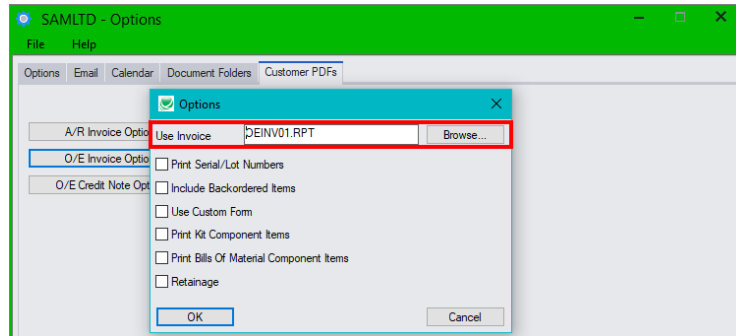 SAMLTD - Options
File Help
Options Email Calendar Document Folders Customer PDFs
Options
A/R Invoice Optio
Use Invoice OEINV01.RPT Browse...
O/E Invoice Optio
Print Serial/Lot Numbers
O/E Credit Note Opt
Include Backordered Items
Use Custom Form
Print Kit Component Items
Print Bills Of Material Component Items
Retainage
OK Cancel